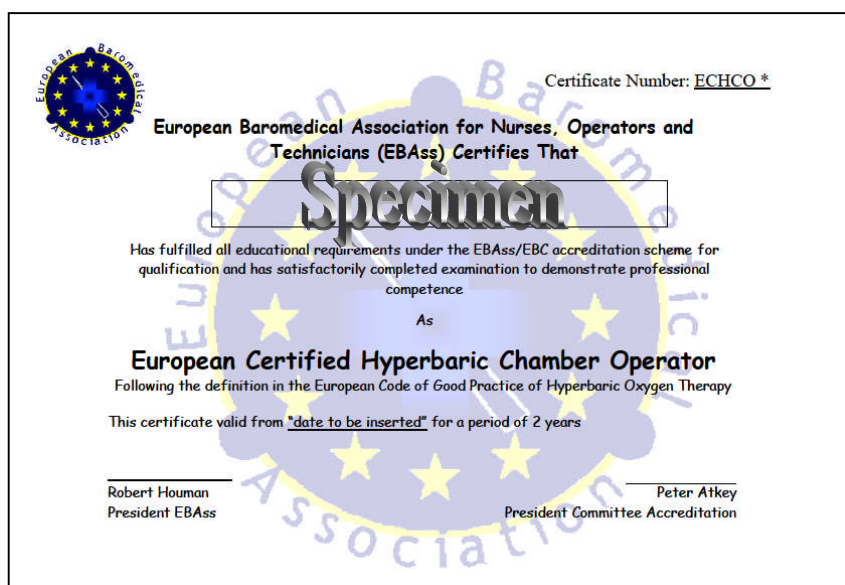 European Baromedical Association
Certificate Number: ECHCO *
European Baromedical Association
European Baromedical Association for Nurses, Operators and
Technicians (EBAss) Certifies That
Specimen
Has fulfilled all educational requirements under the EBAss/EBC accreditation scheme for
qualification and has satisfactorily completed examination to demonstrate professional
competence
As
European Certified Hyperbaric Chamber Operator
Following the definition in the European Code of Good Practice of Hyperbaric Oxygen Therapy
This certificate valid from "date to be inserted" for a period of 2 years
Robert Houman
President EBAss
Peter Atkey
President Committee Accreditation